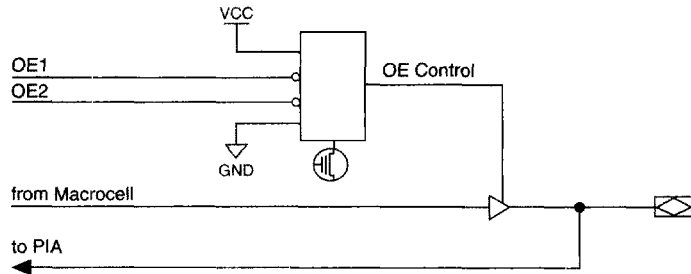 VCC
OE1
OE Control
OE2
GND
from Macrocell
to PIA